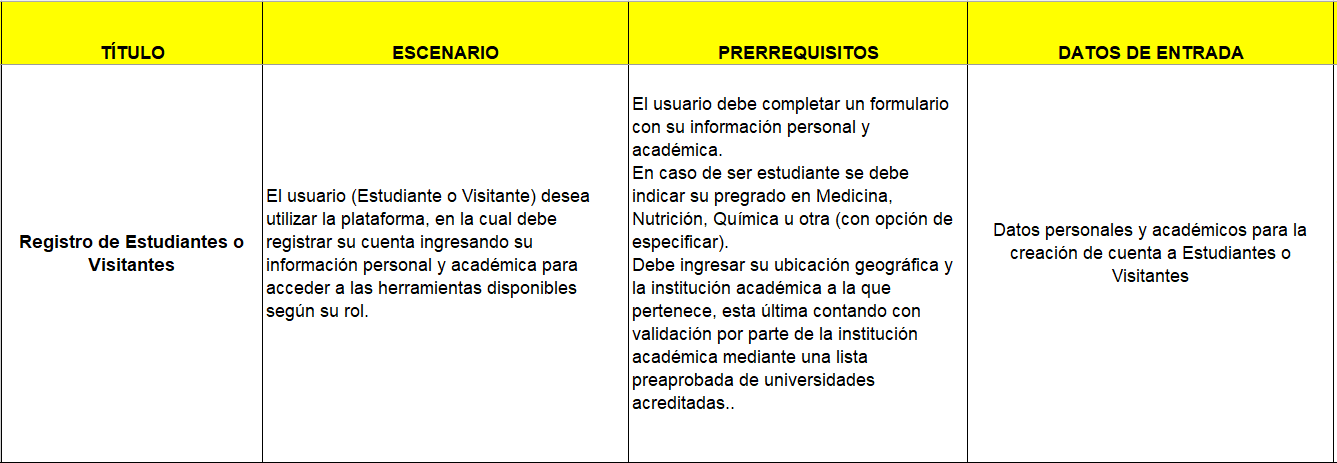 TÍTULO
ESCENARIO
PRERREQUISITOS
DATOS DE ENTRADA
Registro de Estudiantes o
Visitantes
El usuario (Estudiante o Visitante) desea
utilizar la plataforma, en la cual debe
registrar su cuenta ingresando su
información personal y académica para
acceder a las herramientas disponibles
según su rol.
El usuario debe completar un formulario
con su información personal y
académica.
En caso de ser estudiante se debe
indicar su pregrado en Medicina,
Nutrición, Química u otra (con opción de
especificar).
Debe ingresar su ubicación geográfica y
la institución académica a la que
pertenece, esta última contando con
validación por parte de la institución
académica mediante una lista
preaprobada de universidades
acreditadas..
Datos personales y académicos para la
creación de cuenta a Estudiantes o
Visitantes